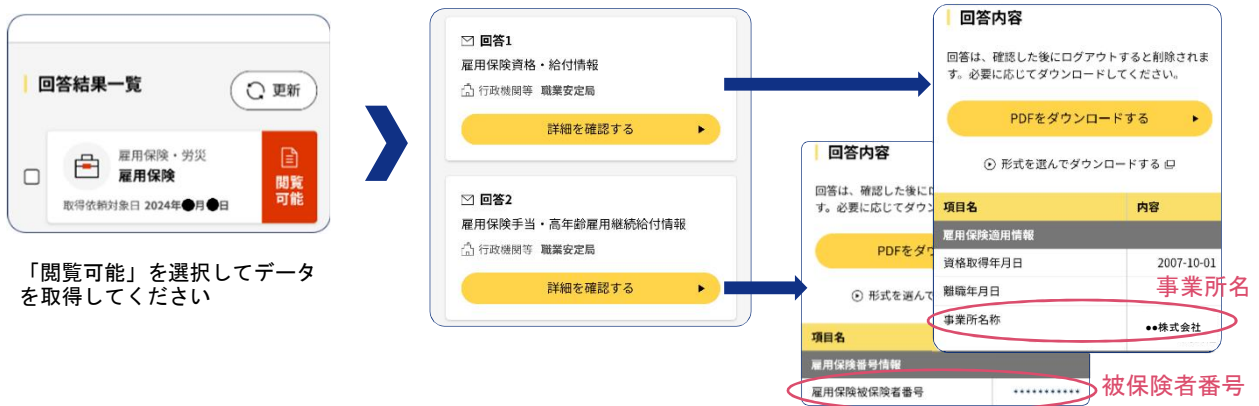 回答結果一覧
更新
雇用保険・労災
雇用保険
取得依頼対象日 2024年●月●日
閲覧
可能
「閲覧可能」を選択してデータ
を取得してください
回答1
雇用保険資格・給付情報
行政機関等 職業安定局
詳細を確認する
回答2
雇用保険手当・高年齢雇用継続給付情報
行政機関等 職業安定局
詳細を確認する
回答内容
回答は、確認した後にログアウトすると削除されま
す。必要に応じてダウンロードしてください。
PDFをダウンロードする
形式を選んでダウンロードする
項目名 内容
雇用保険適用情報
資格取得年月日 2007-10-01
離職年月日
事業所名
事業所名称 ●●株式会社
回答内容
回答は、確認した後に
す。必要に応じてダウン
PDFをダウ
形式を選んで
項目名
雇用保険番号情報
雇用保険被保険者番号 ***********
被保険者番号